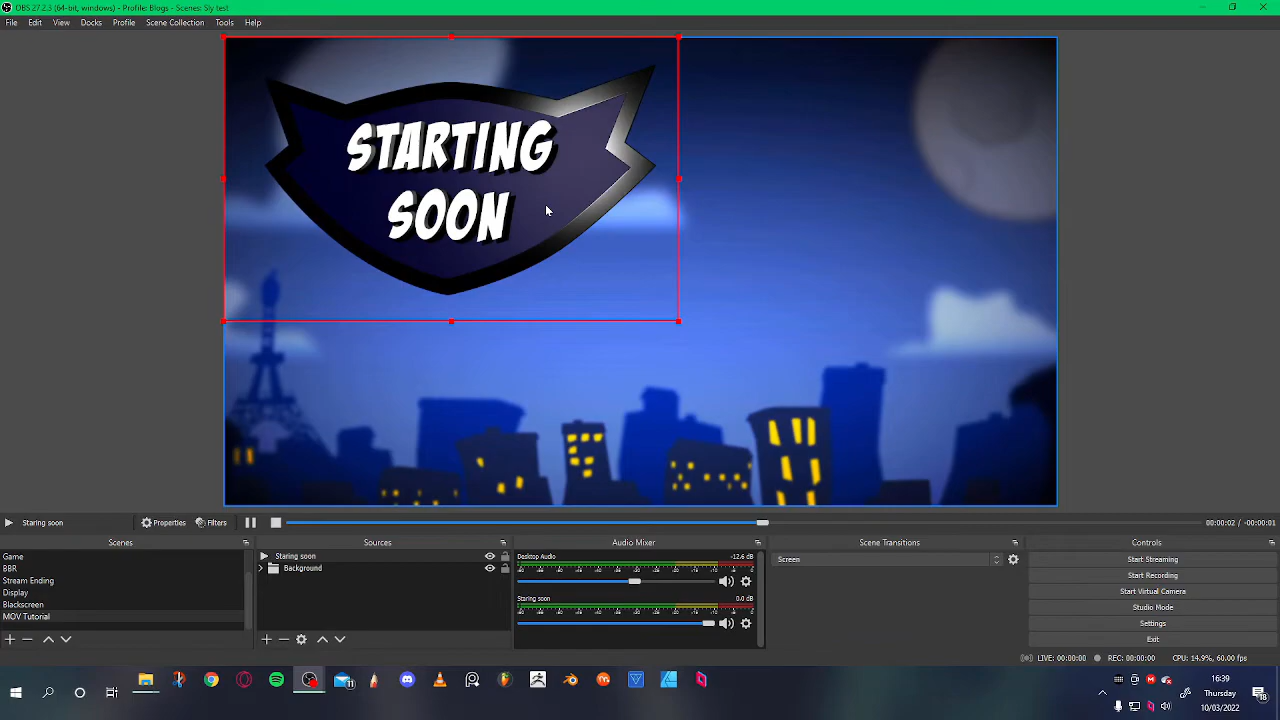 OBS 27.2.3 (64-bit, windows) - Profile: Blogs - Scenes: Sly test
File Edit View Docks Profile Scene Collection Tools Help
STARTING
SOON
Staring soon Properties Filters 00:00:02 / -00:00:01
Scenes Sources Audio Mixer Scene Transitions Controls
Game
BBR
Stream Ending
Display
Blackscreen
MOV Tutorial
Staring soon
Background
Desktop Audio -12.6 dB
Staring soon 0.0 dB
Screen
Start Streaming
Start Recording
Start Virtual Camera
Studio Mode
Settings
Exit
LIVE: 00:00:00 REC: 00:00:00 CPU: 14.9%, 60.00 fps
16:39
Thursday
10/03/2022